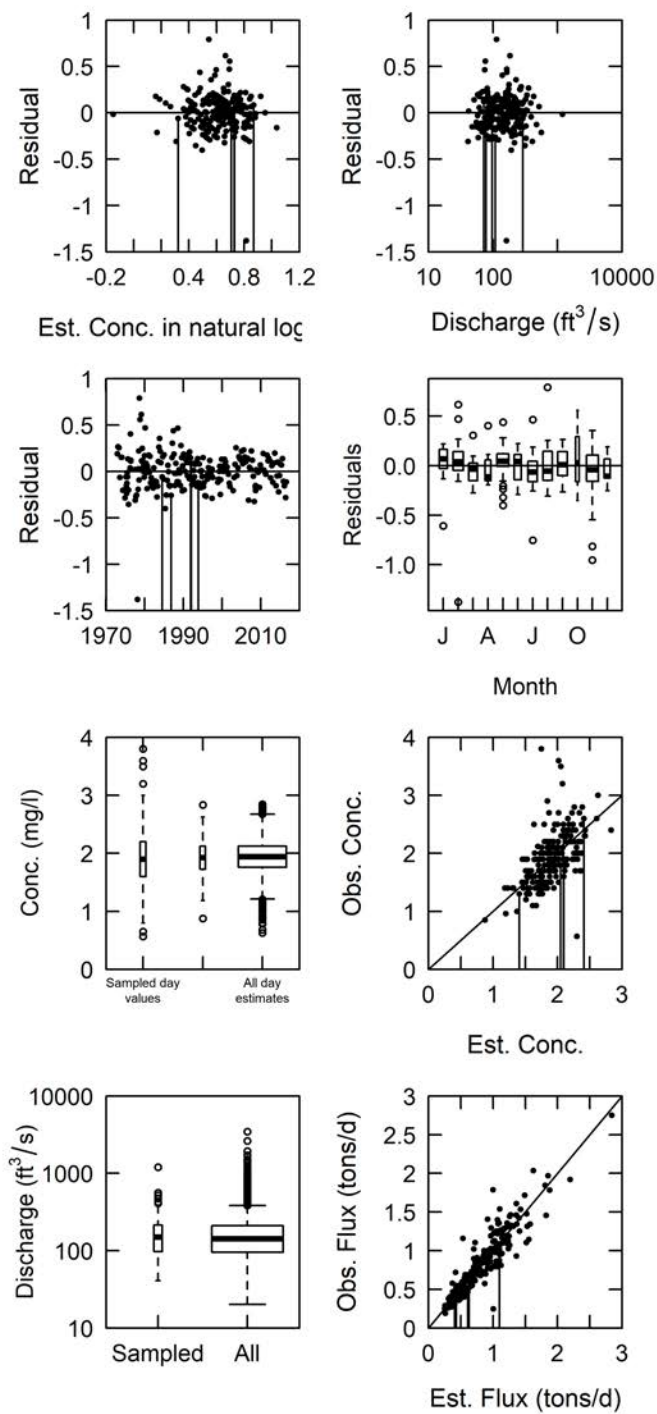 1
0.5
0
-0.5
-1
-1.5
Residual
-0.2
0.4
0.8
1.2
Est. Conc. in natural log
1
0.5
0
-0.5
-1
-1.5
Residual
10
100
10000
Discharge (ft³/s)
1
0.5
0
-0.5
-1
-1.5
Residual
1970
1990
2010
0.5
0.0
-0.5
-1.0
Residuals
J
A
J
O
Month
4
3
2
1
0
Conc. (mg/l)
Sampled day
values
All day
estimates
4
3
2
1
0
Obs. Conc.
0
1
2
3
Est. Conc.
10000
1000
100
10
Discharge (ft³/s)
Sampled
All
3
2.5
2
1.5
1
0.5
0
Obs. Flux (tons/d)
0
1
2
3
Est. Flux (tons/d)